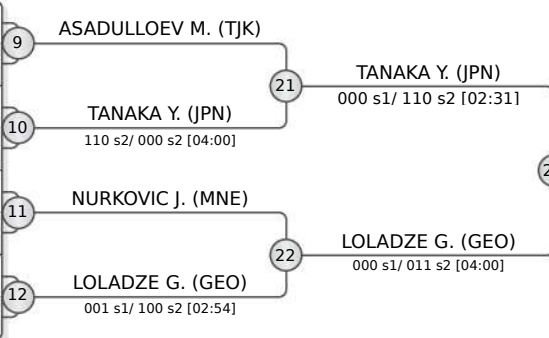 9
ASADULLOEV M. (TJK)
21
TANAKA Y. (JPN)
000 s1/ 110 s2 [02:31]
10
TANAKA Y. (JPN)
110 s2/ 000 s2 [04:00]
11
NURKOVIC J. (MNE)
22
LOLADZE G. (GEO)
000 s1/ 011 s2 [04:00]
12
LOLADZE G. (GEO)
001 s1/ 100 s2 [02:54]